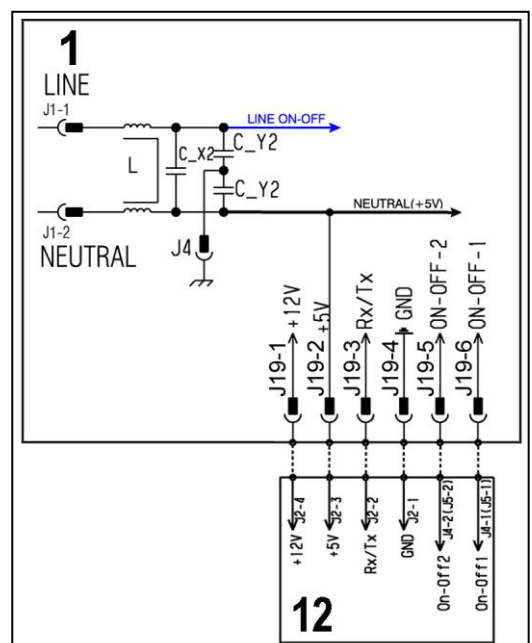 1
LINE
J1-1
LINE ON-OFF
C_Y2
C_X2
L
C_Y2
NEUTRAL(+5V)
J1-2
NEUTRAL
J4
J19-1
+12V
J19-2
+5V
J19-3
Rx/Tx
J19-4
GND
J19-5
ON-OFF-2
J19-6
ON-OFF-1
+12V
J2-4
+5V
J2-3
Rx/Tx
J2-2
GND
J2-1
On-Off2
J4-2(J5-2)
On-Off1
J4-1(J5-1)
12